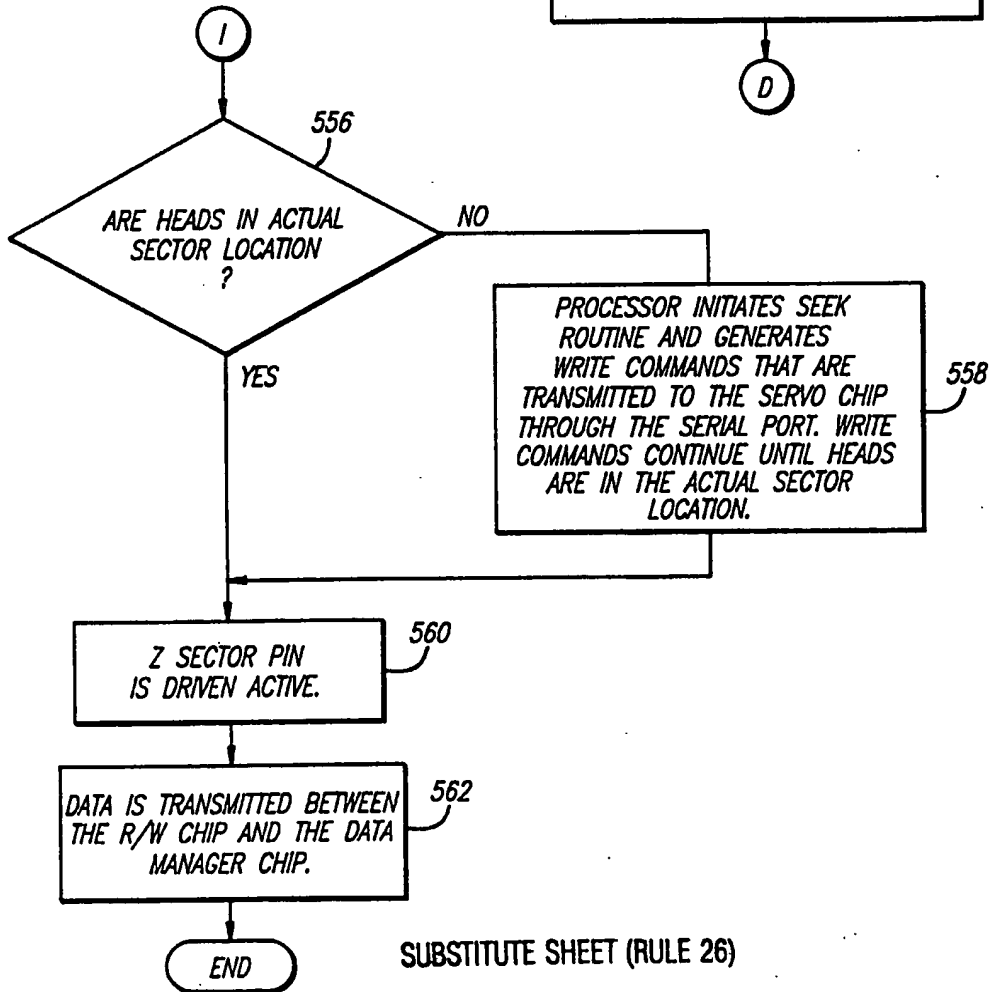 I
D
556
ARE HEADS IN ACTUAL
SECTOR LOCATION
?
NO
YES
PROCESSOR INITIATES SEEK
ROUTINE AND GENERATES
WRITE COMMANDS THAT ARE
TRANSMITTED TO THE SERVO CHIP
THROUGH THE SERIAL PORT. WRITE
COMMANDS CONTINUE UNTIL HEADS
ARE IN THE ACTUAL SECTOR
LOCATION.
558
Z SECTOR PIN
IS DRIVEN ACTIVE.
560
DATA IS TRANSMITTED BETWEEN
THE R/W CHIP AND THE DATA
MANAGER CHIP.
562
END
SUBSTITUTE SHEET (RULE 26)